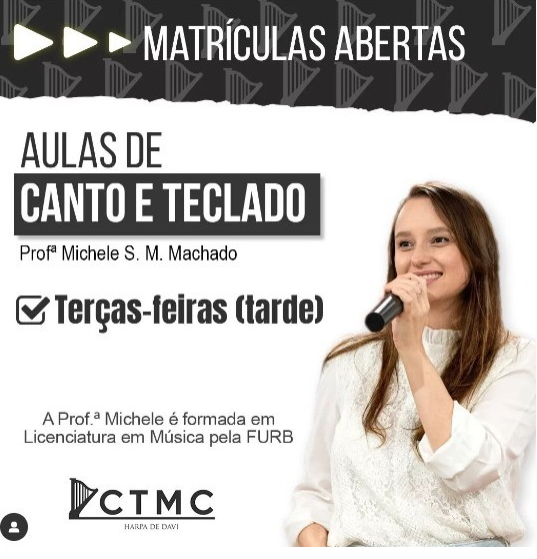 MATRÍCULAS ABERTAS
AULAS DE
CANTO E TECLADO
Profª Michele S. M. Machado
Terças-feiras (tarde)
A Prof.ª Michele é formada em
Licenciatura em Música pela FURB
CTMC
HARPA DE DAVI